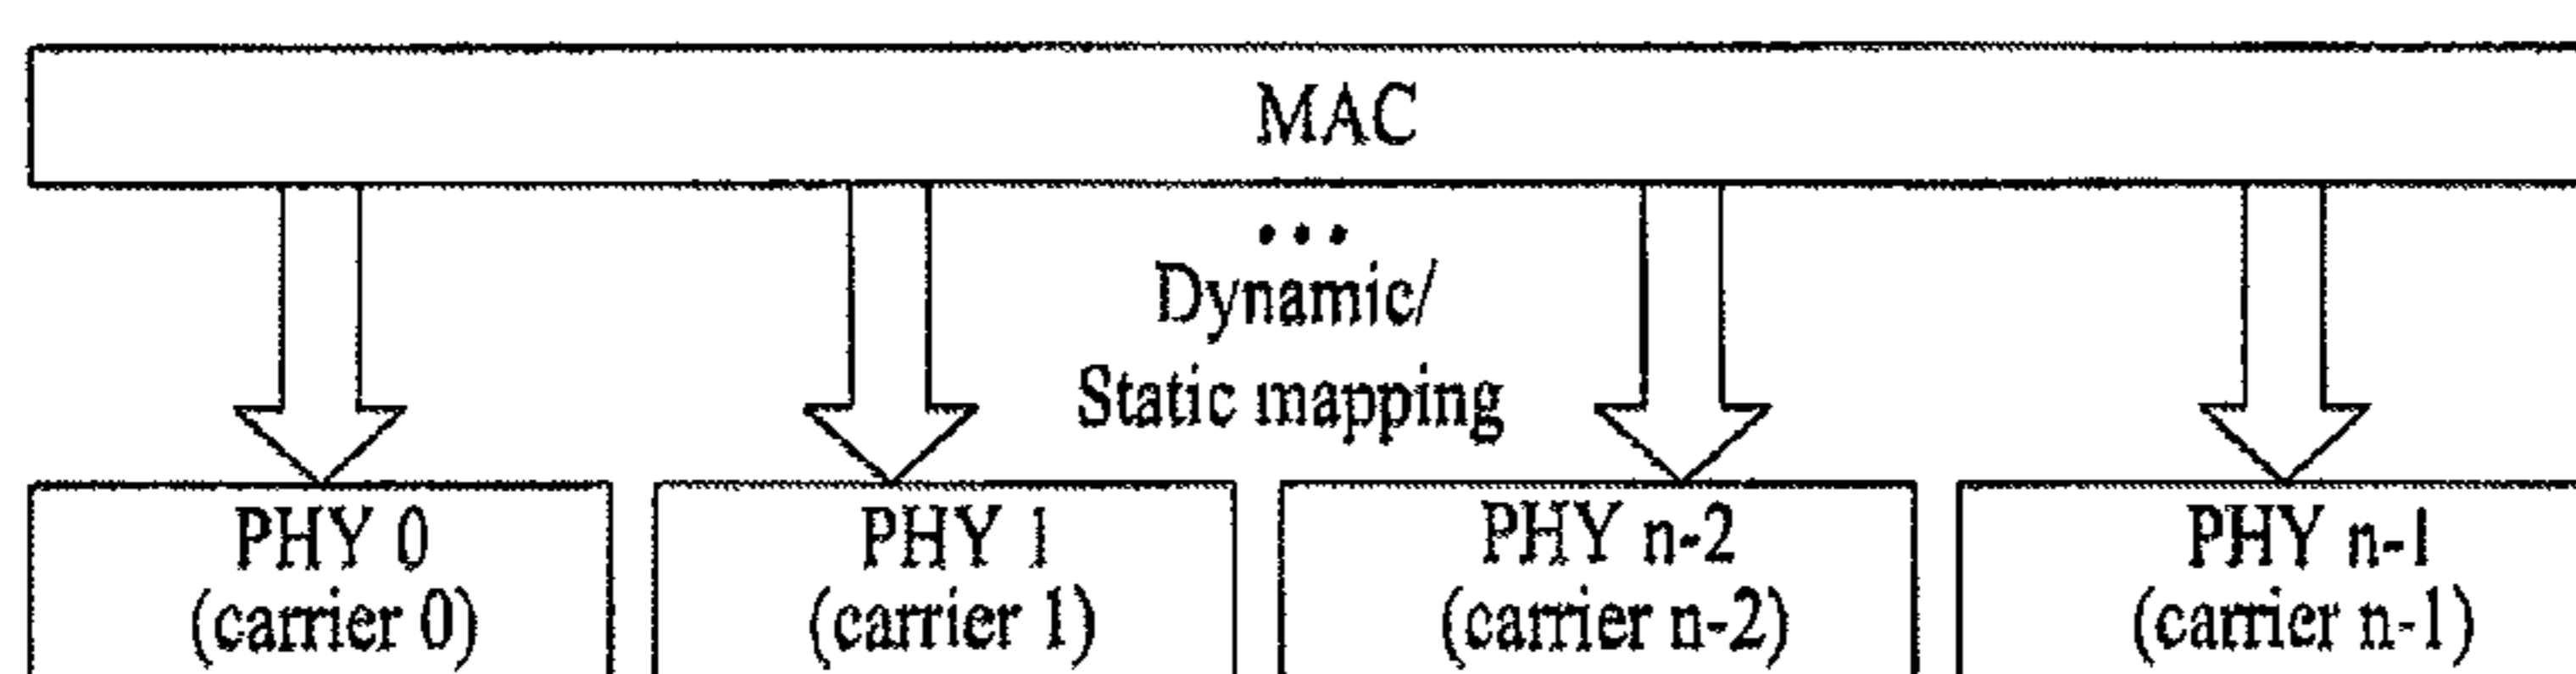 MAC
•••
Dynamic/
Static mapping
PHY 0
(carrier 0)
PHY 1
(carrier 1)
PHY n-2
(carrier n-2)
PHY n-1
(carrier n-1)